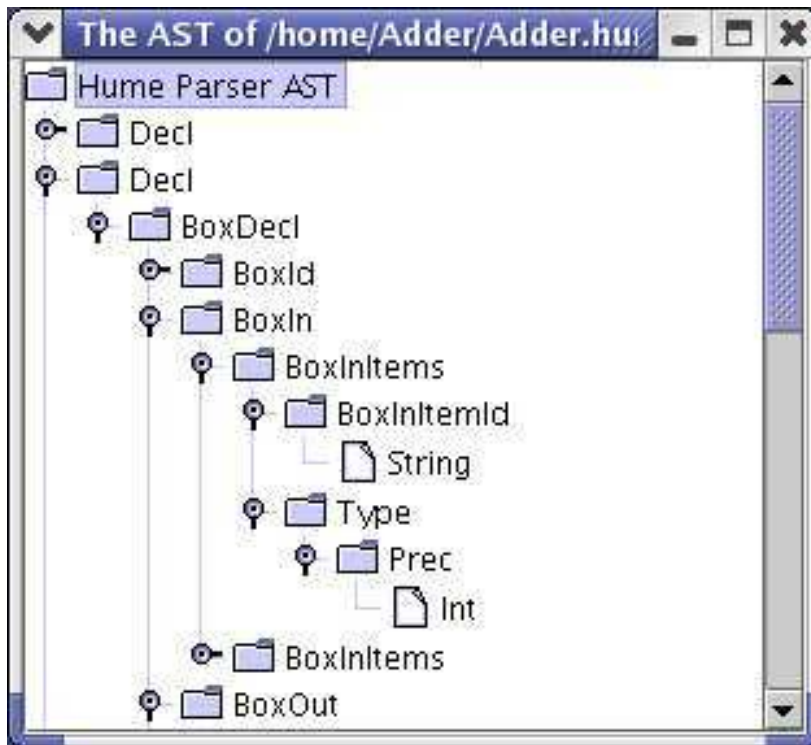 The AST of /home/Adder/Adder.hu
Hume Parser AST
Decl
Decl
BoxDecl
BoxId
BoxIn
BoxInItems
BoxInItemId
String
Type
Prec
Int
BoxInItems
BoxOut